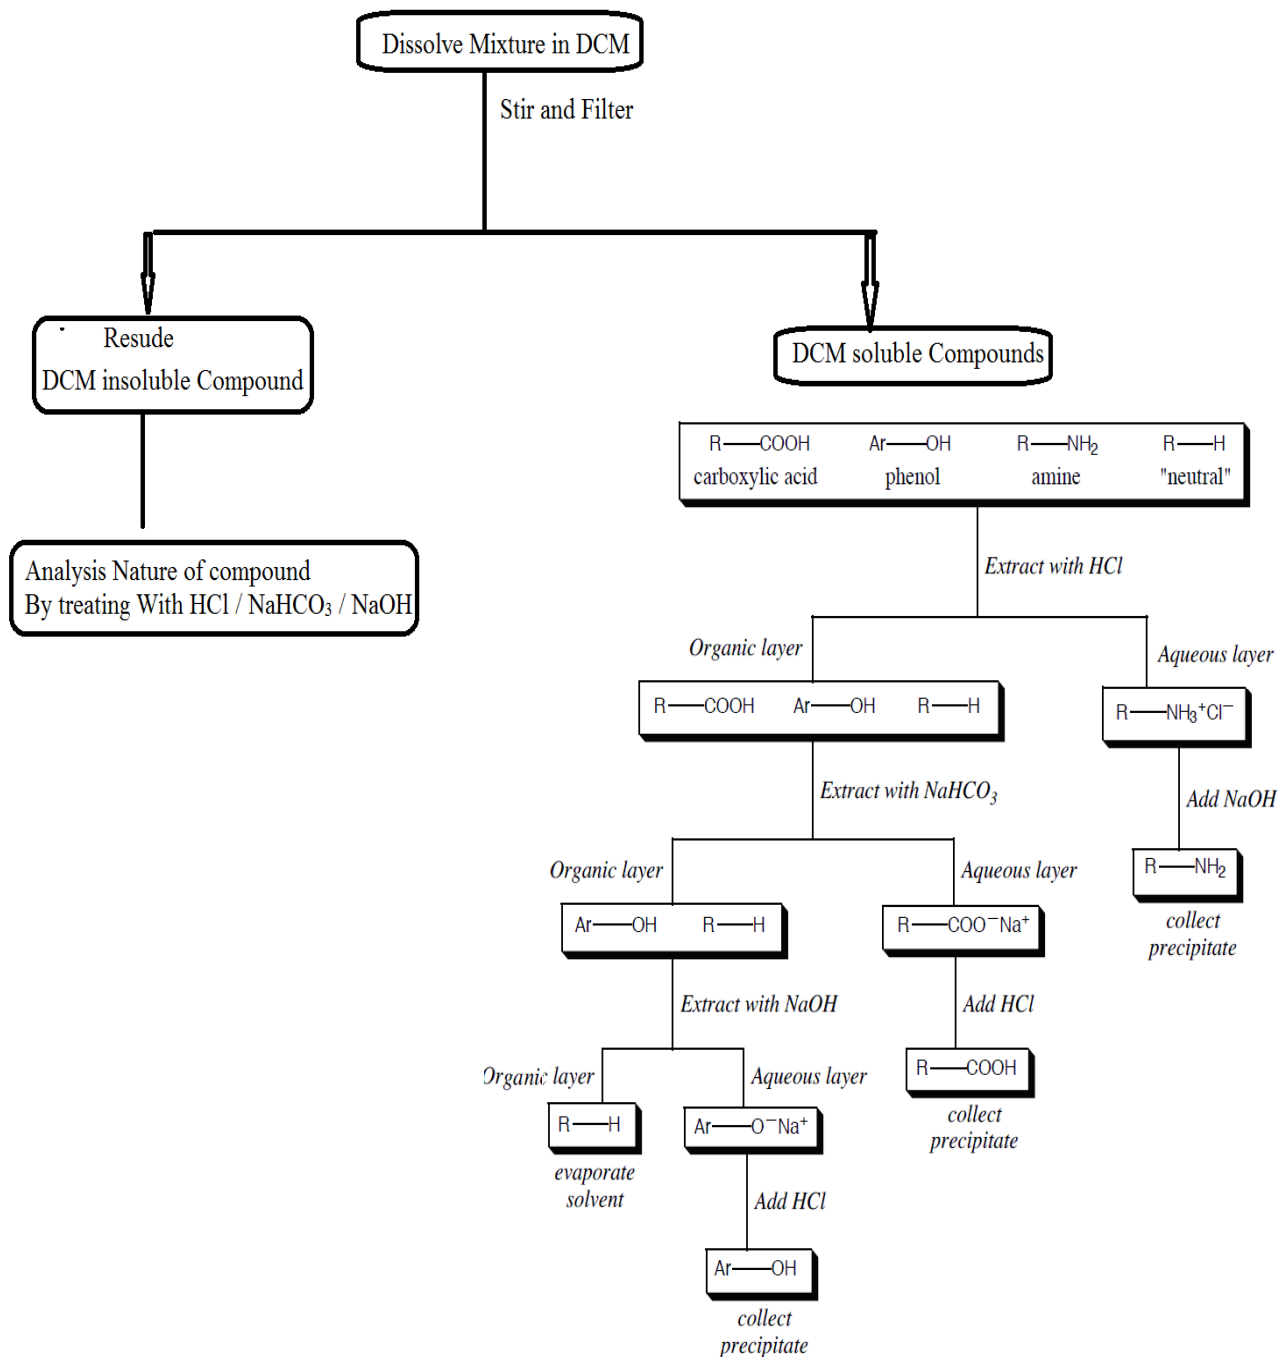 Dissolve Mixture in DCM
Stir and Filter
Resude
DCM insoluble Compound
Analysis Nature of compound
By treating With HCl / NaHCO₃ / NaOH
DCM soluble Compounds
R—COOH Ar—OH R—NH₂ R—H
carboxylic acid phenol amine "neutral"
Extract with HCl
Organic layer
Aqueous layer
R—COOH Ar—OH R—H
R—NH₃⁺Cl⁻
Extract with NaHCO₃
Add NaOH
Organic layer
Aqueous layer
R—NH₂
collect
precipitate
Ar—OH R—H
R—COO⁻Na⁺
Extract with NaOH
Add HCl
Organic layer
Aqueous layer
R—COOH
collect
precipitate
R—H
evaporate
solvent
Ar—O⁻Na⁺
Add HCl
Ar—OH
collect
precipitate